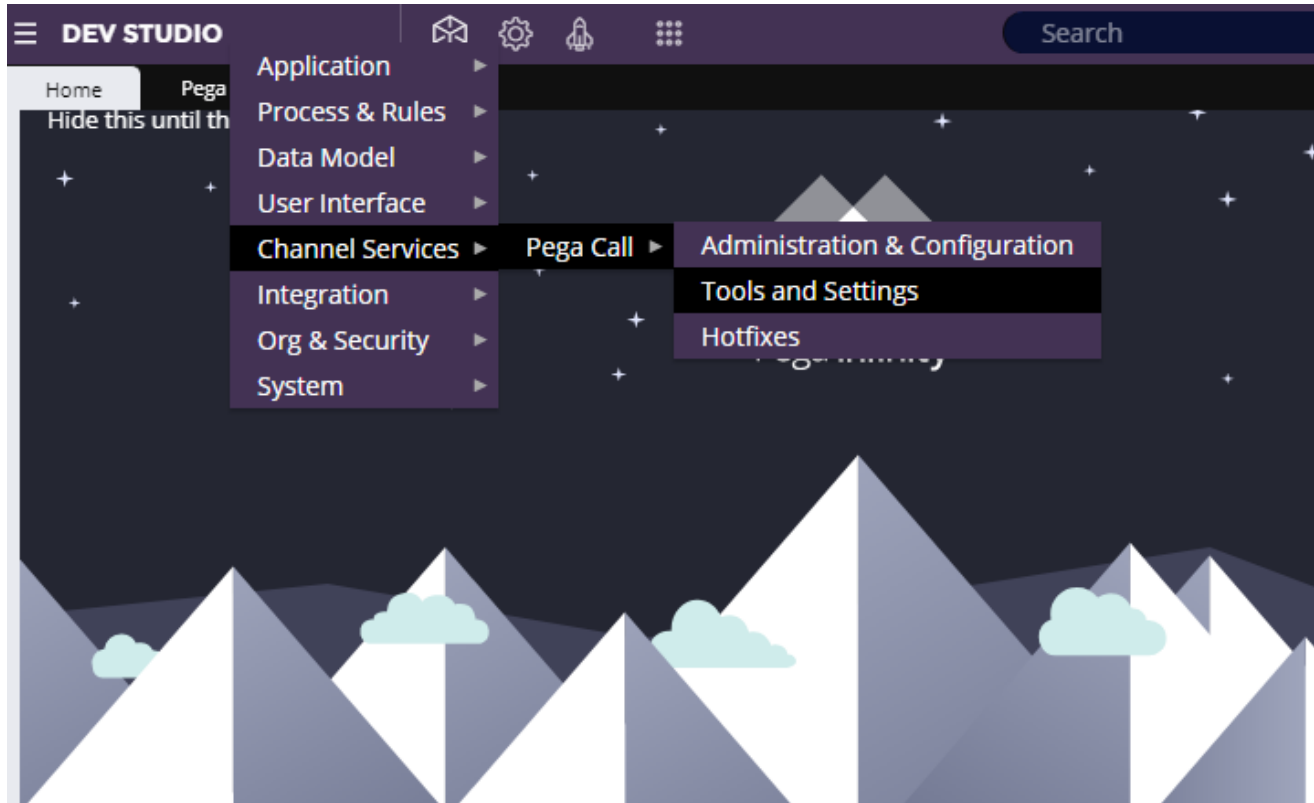 DEV STUDIO
Search
Home
Pega
Hide this until th
Application
Process & Rules
Data Model
User Interface
Channel Services
Integration
Org & Security
System
Pega Call
Administration & Configuration
Tools and Settings
Hotfixes